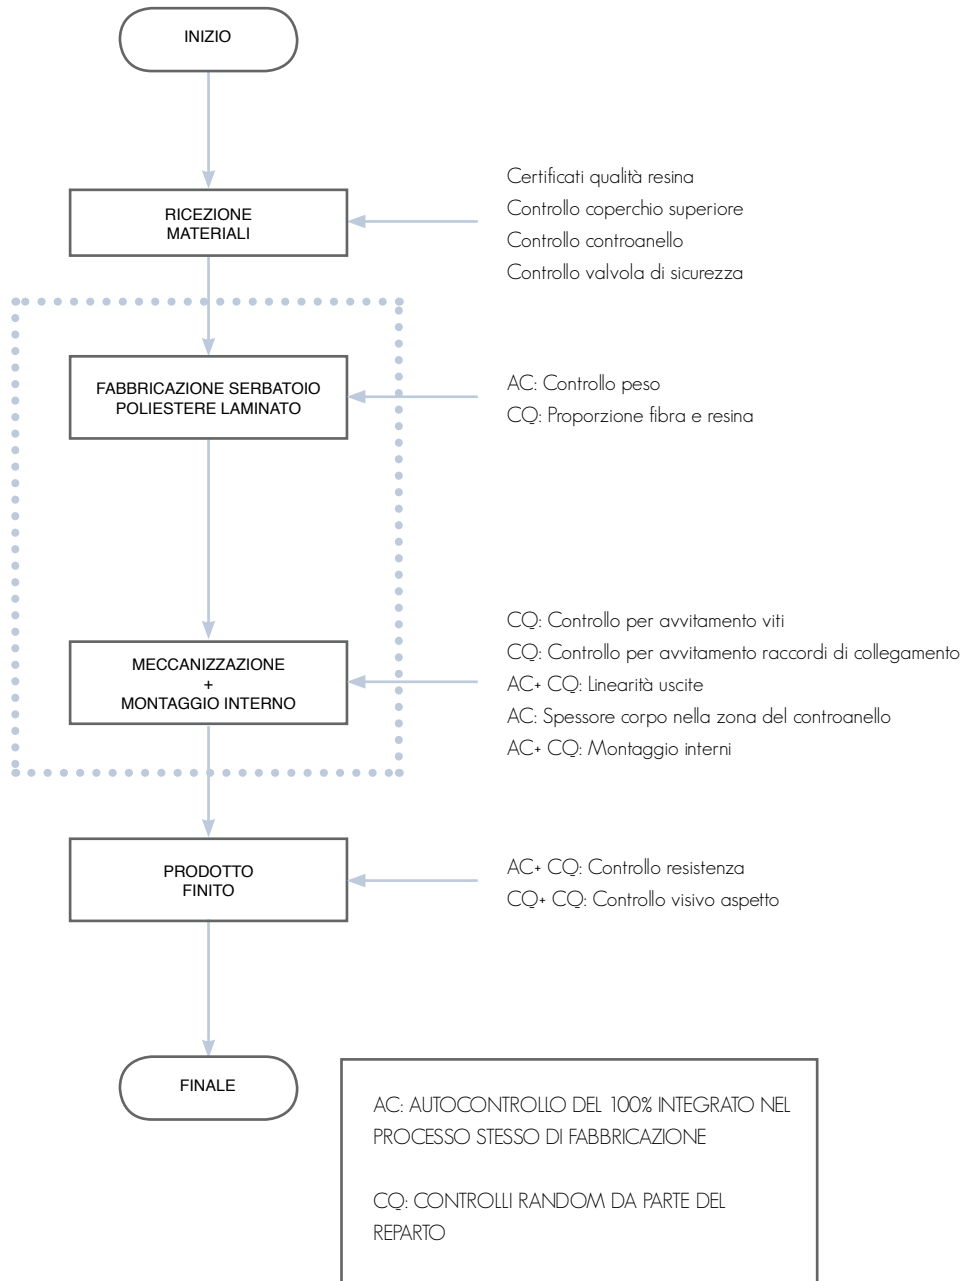 INIZIO
Certificati qualità resina
RICEZIONE
MATERIALI
Controllo coperchio superiore
Controllo controanello
Controllo valvola di sicurezza
FABBRICAZIONE SERBATOIO
POLIESTERE LAMINATO
AC: Controllo peso
CQ: Proporzione fibra e resina
MECCANIZZAZIONE
+
MONTAGGIO INTERNO
CQ: Controllo per avvitamento viti
CQ: Controllo per avvitamento raccordi di collegamento
AC+ CQ: Linearità uscite
AC: Spessore corpo nella zona del controanello
AC+ CQ: Montaggio interni
PRODOTTO
FINITO
AC+ CQ: Controllo resistenza
CQ+ CQ: Controllo visivo aspetto
FINALE
AC: AUTOCONTROLLO DEL 100% INTEGRATO NEL
PROCESSO STESSO DI FABBRICAZIONE
CQ: CONTROLLI RANDOM DA PARTE DEL
REPARTO